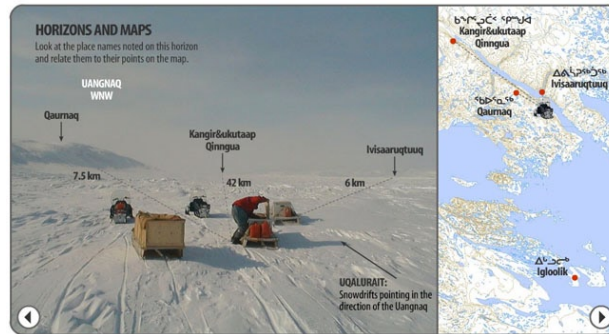 HORIZONS AND MAPS
Look at the place names noted on this horizon
and relate them to their points on the map.
UANGNAQ
WNW
Qaurnaq
Kangir&ukutaap
Qinngua
Ivisaaruqtuuq
7.5 km
42 km
6 km
UQALURAIT:
Snowdrifts pointing in the
direction of the Uangnaq
Kangir&ukutaap
Qinngua
Ivisaaruqtuuq
ᖃᐅᕐᓇᖅ
Qaurnaq
ᐃᒡᓗᓕᒃ
Igloolik